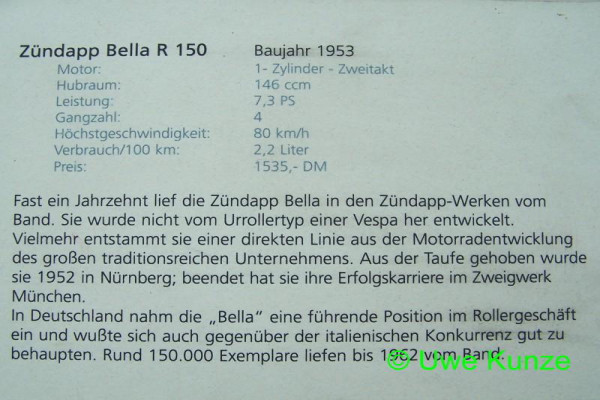 Zündapp Bella R 150 Baujahr 1953
Motor: 1- Zylinder - Zweitakt
Hubraum: 146 ccm
Leistung: 7,3 PS
Gangzahl: 4
Höchstgeschwindigkeit: 80 km/h
Verbrauch/100 km: 2,2 Liter
Preis: 1535,- DM
Fast ein Jahrzehnt lief die Zündapp Bella in den Zündapp-Werken vom
Band. Sie wurde nicht vom Urrollertyp einer Vespa her entwickelt.
Vielmehr entstammt sie einer direkten Linie aus der Motorradentwicklung
des großen traditionsreichen Unternehmens. Aus der Taufe gehoben wurde
sie 1952 in Nürnberg; beendet hat sie ihre Erfolgskarriere im Zweigwerk
München.
In Deutschland nahm die „Bella" eine führende Position im Rollergeschäft
ein und wußte sich auch gegenüber der italienischen Konkurrenz gut zu
behaupten. Rund 150.000 Exemplare liefen bis 1962 vom Band.
© Uwe Kunze